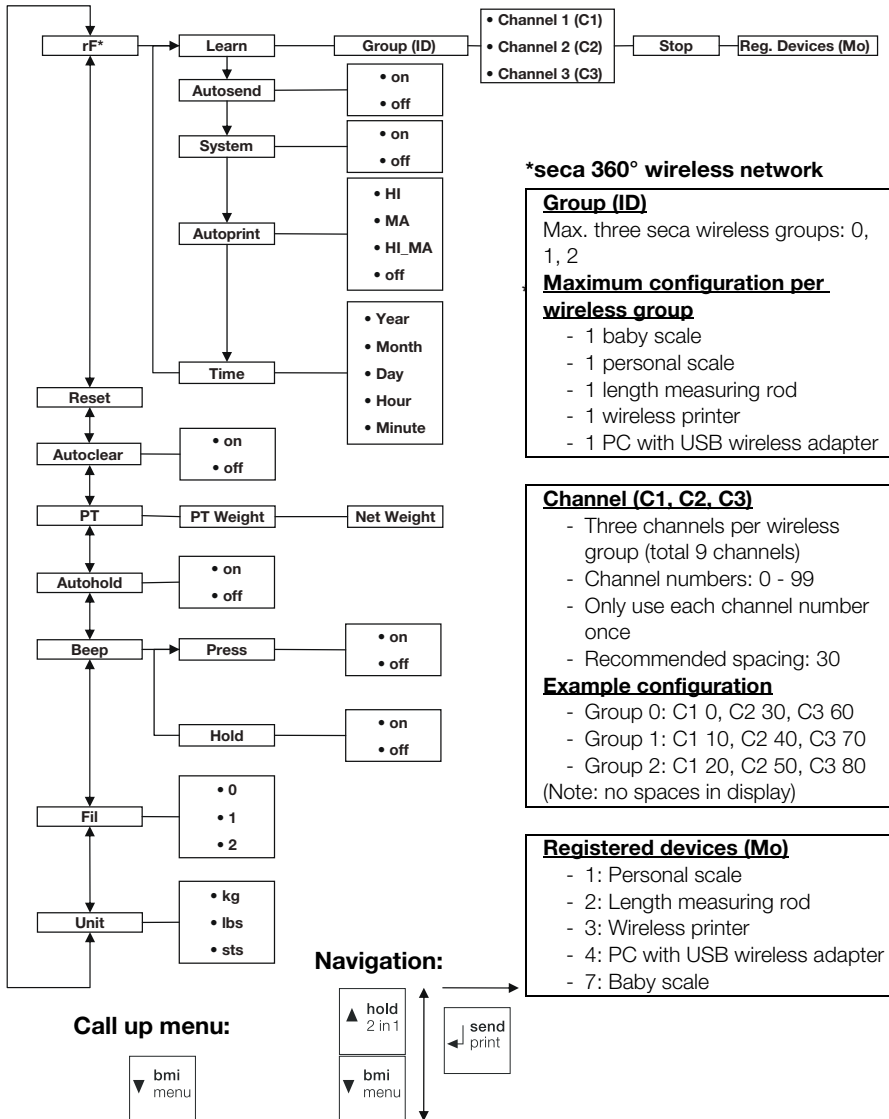 rF*
Learn
Group (ID)
• Channel 1 (C1)
• Channel 2 (C2)
• Channel 3 (C3)
Stop
Reg. Devices (Mo)
Autosend
• on
• off
System
• on
• off
Autoprint
• HI
• MA
• HI_MA
• off
Time
• Year
• Month
• Day
• Hour
• Minute
Reset
Autoclear
• on
• off
PT
PT Weight
Net Weight
Autohold
• on
• off
Beep
Press
• on
• off
Hold
• on
• off
Fil
• 0
• 1
• 2
Unit
• kg
• lbs
• sts
*seca 360° wireless network
Group (ID)
Max. three seca wireless groups: 0,
1, 2
*
Maximum configuration per
wireless group
- 1 baby scale
- 1 personal scale
- 1 length measuring rod
- 1 wireless printer
- 1 PC with USB wireless adapter
Channel (C1, C2, C3)
- Three channels per wireless
group (total 9 channels)
- Channel numbers: 0 - 99
- Only use each channel number
once
- Recommended spacing: 30
Example configuration
- Group 0: C1 0, C2 30, C3 60
- Group 1: C1 10, C2 40, C3 70
- Group 2: C1 20, C2 50, C3 80
(Note: no spaces in display)
Registered devices (Mo)
- 1: Personal scale
- 2: Length measuring rod
- 3: Wireless printer
- 4: PC with USB wireless adapter
- 7: Baby scale
Call up menu:
bmi
menu
Navigation:
hold
2 in 1
bmi
menu
send
print